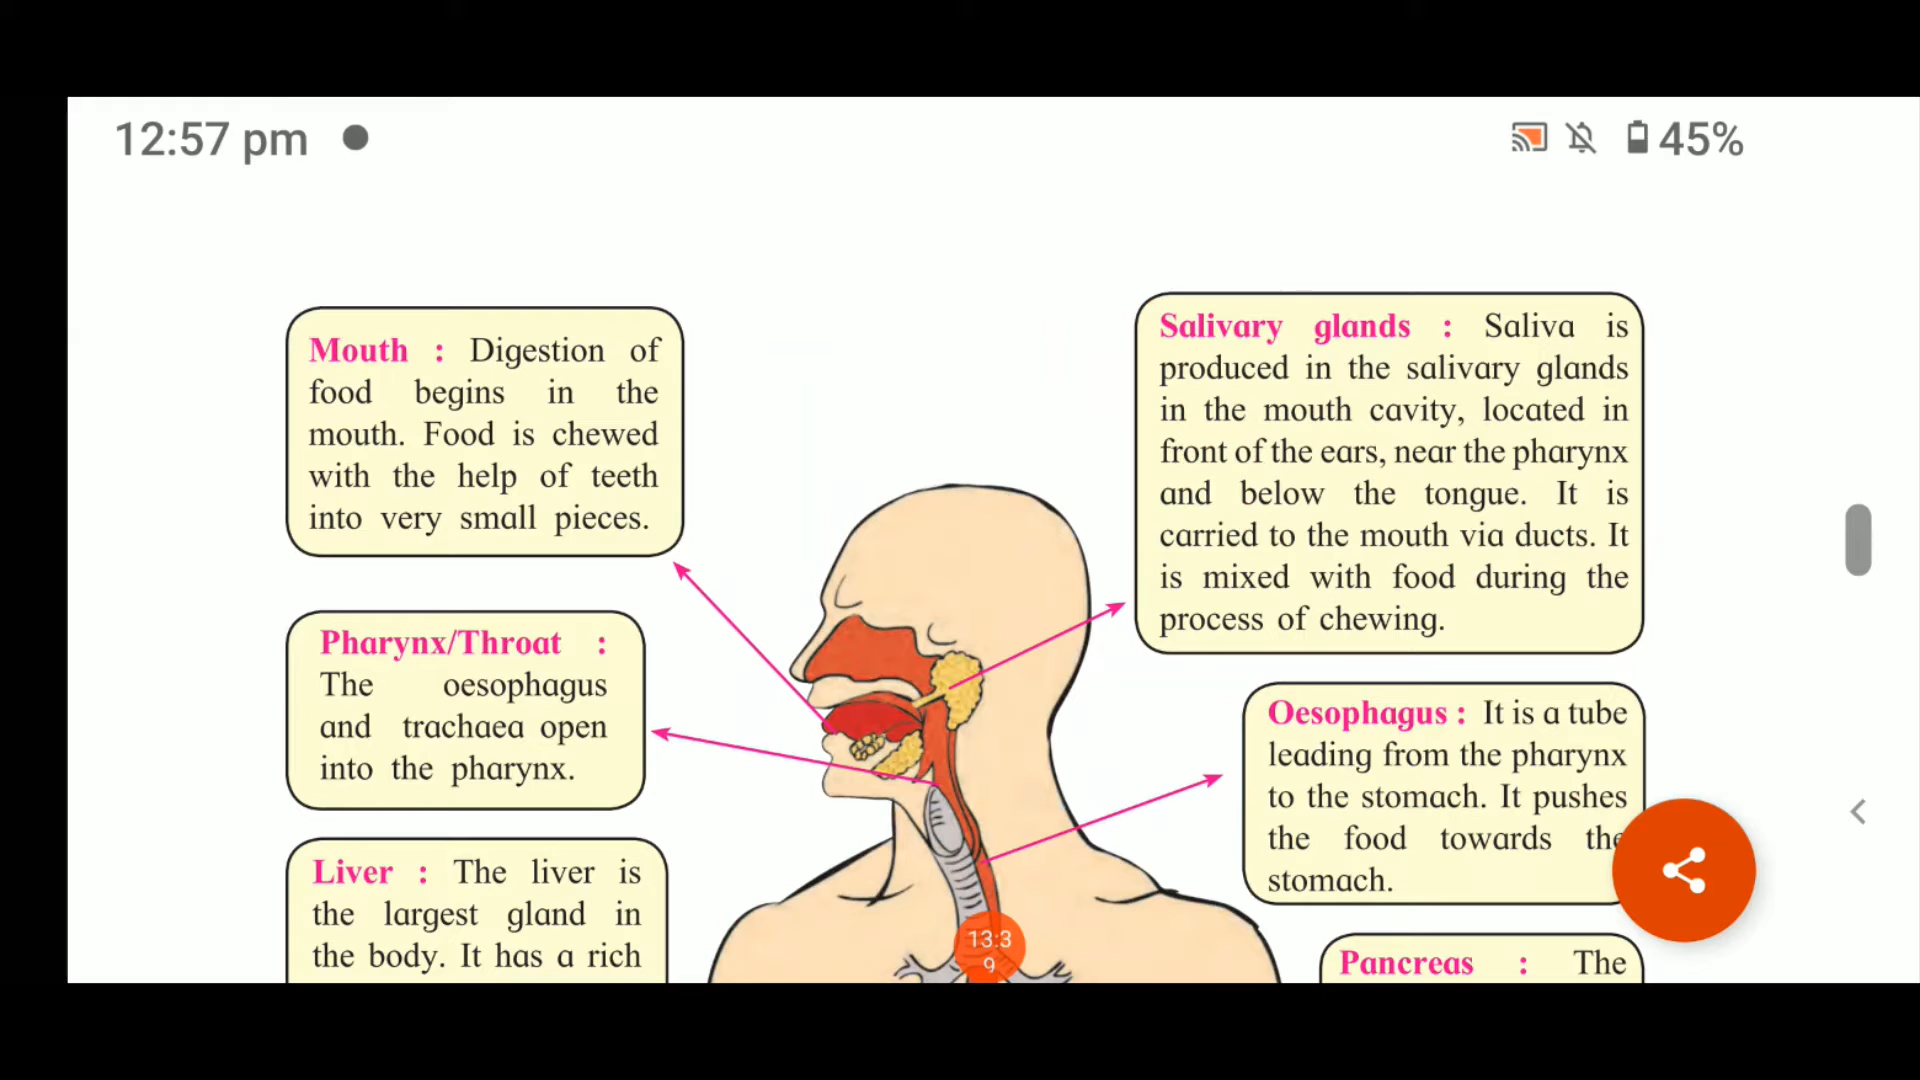 12:57 pm
45%
Mouth : Digestion of
food begins in the
mouth. Food is chewed
with the help of teeth
into very small pieces.
Salivary glands : Saliva is
produced in the salivary glands
in the mouth cavity, located in
front of the ears, near the pharynx
and below the tongue. It is
carried to the mouth via ducts. It
is mixed with food during the
process of chewing.
Pharynx/Throat :
The oesophagus
and trachaea open
into the pharynx.
Oesophagus : It is a tube
leading from the pharynx
to the stomach. It pushes
the food towards the
stomach.
Liver : The liver is
the largest gland in
the body. It has a rich
13:3
9
Pancreas : The